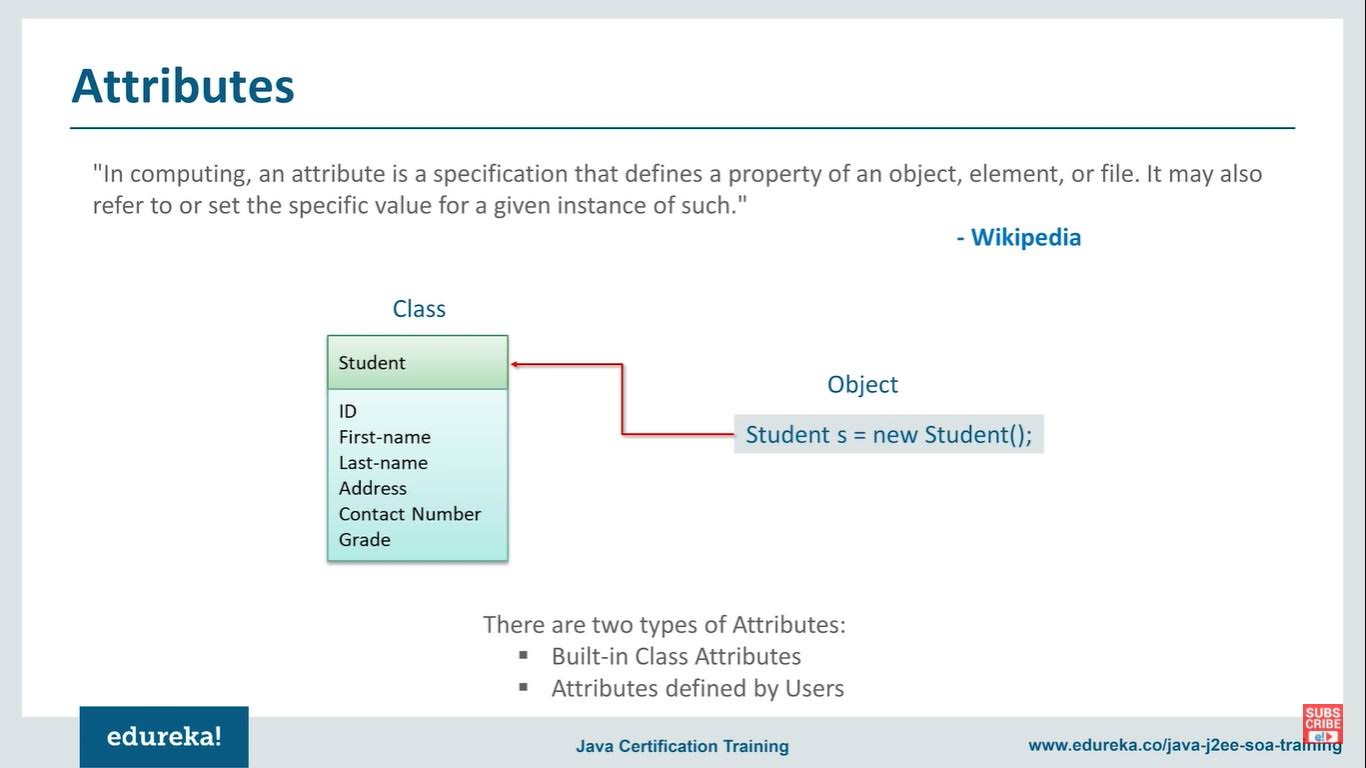 Attributes
"In computing, an attribute is a specification that defines a property of an object, element, or file. It may also
refer to or set the specific value for a given instance of such."
- Wikipedia
Class
Student
ID
First-name
Last-name
Address
Contact Number
Grade
Object
Student s = new Student();
There are two types of Attributes:
▪ Built-in Class Attributes
▪ Attributes defined by Users
edureka!
Java Certification Training
www.edureka.co/java-j2ee-soa-training
SUBS
CRIBE
e!